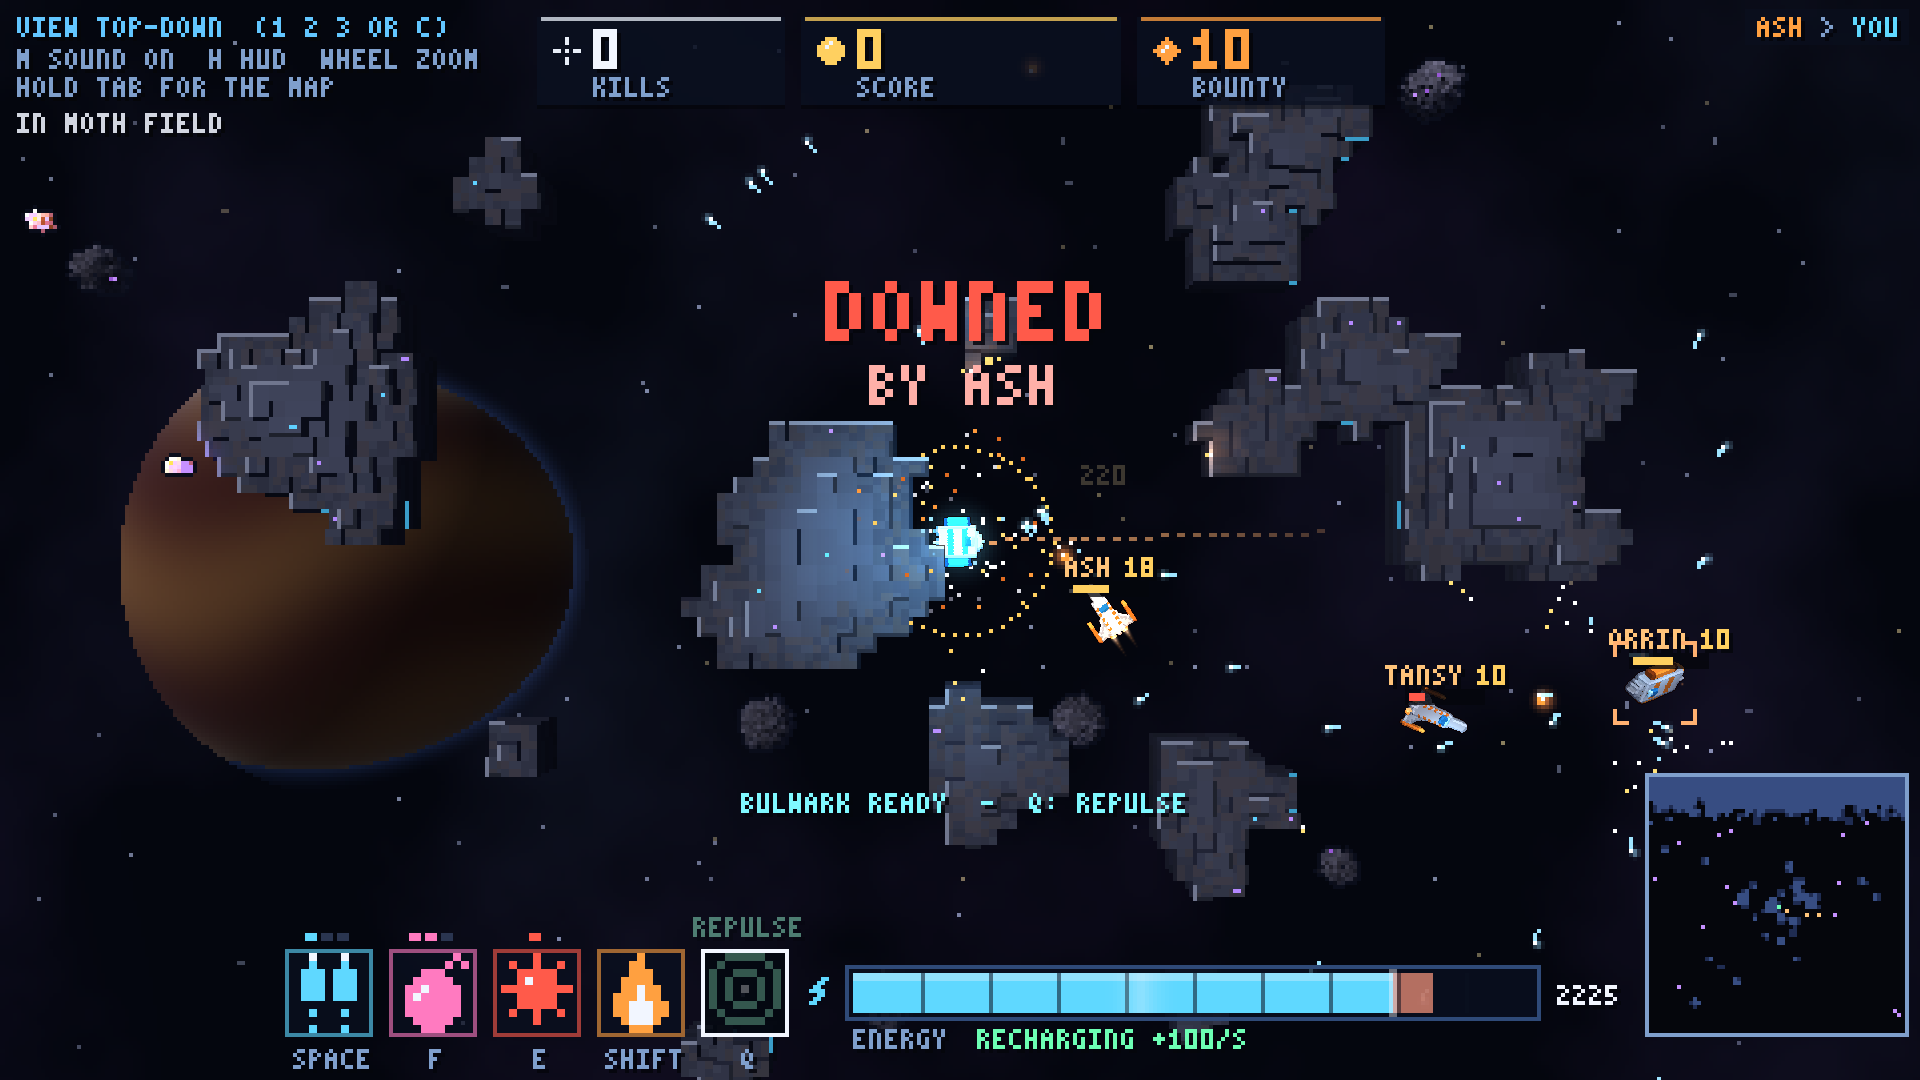 VIEW TOP-DOWN (1 2 3 OR C)
M SOUND ON H HUD WHEEL ZOOM
HOLD TAB FOR THE MAP
IN MOTH FIELD
0
KILLS
0
SCORE
10
BOUNTY
ASH > YOU
DOWNED
BY ASH
220
ASH 18
ARRIN 10
TANSY 10
BULWARK READY - Q: REPULSE
REPULSE
SPACE
F
E
SHIFT
Q
2225
ENERGY RECHARGING +100/S